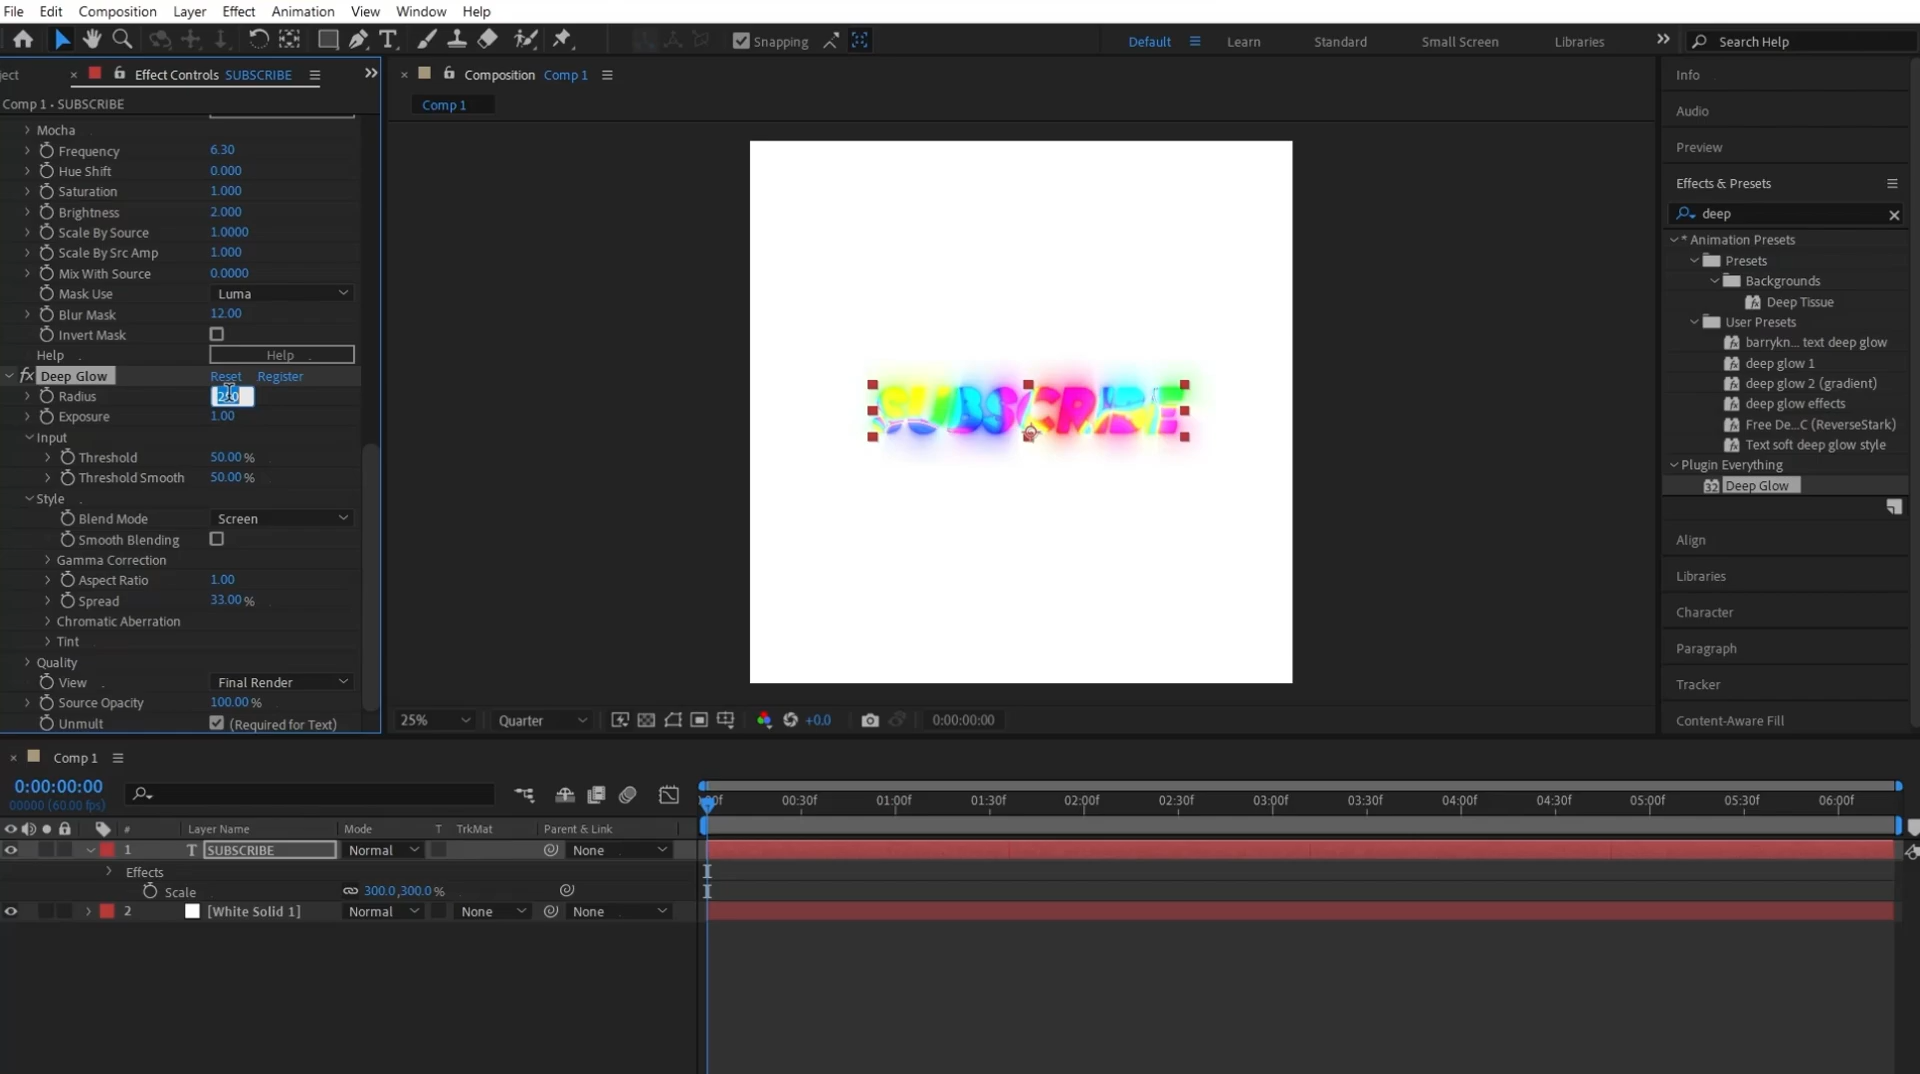 File Edit Composition Layer Effect Animation View Window Help
Snapping Default Learn Standard Small Screen Libraries Search Help
ject Effect Controls SUBSCRIBE
Comp 1 • SUBSCRIBE
Mocha
Frequency 6.30
Hue Shift 0.000
Saturation 1.000
Brightness 2.000
Scale By Source 1.0000
Scale By Src Amp 1.000
Mix With Source 0.0000
Mask Use Luma
Blur Mask 12.00
Invert Mask
Help Help
fx Deep Glow Reset Register
Radius
Exposure 1.00
Input
Threshold 50.00 %
Threshold Smooth 50.00 %
Style
Blend Mode Screen
Smooth Blending
Gamma Correction
Aspect Ratio 1.00
Spread 33.00 %
Chromatic Aberration
Tint
Quality
View Final Render
Source Opacity 100.00 %
Unmult (Required for Text)
Composition Comp 1
Comp 1
SUBSCRIBE
25% Quarter +0.0 0:00:00:00
Info
Audio
Preview
Effects & Presets
deep
* Animation Presets
Presets
Backgrounds
Deep Tissue
User Presets
barrykn... text deep glow
deep glow 1
deep glow 2 (gradient)
deep glow effects
Free De...C (ReverseStark)
Text soft deep glow style
Plugin Everything
32 Deep Glow
Align
Libraries
Character
Paragraph
Tracker
Content-Aware Fill
Comp 1
0:00:00:00
00000 (60.00 fps)
00:30f 01:00f 01:30f 02:00f 02:30f 03:00f 03:30f 04:00f 04:30f 05:00f 05:30f 06:00f
# Layer Name Mode T TrkMat Parent & Link
1 T SUBSCRIBE Normal None
Effects
Scale 300.0,300.0 %
2 [White Solid 1] Normal None None